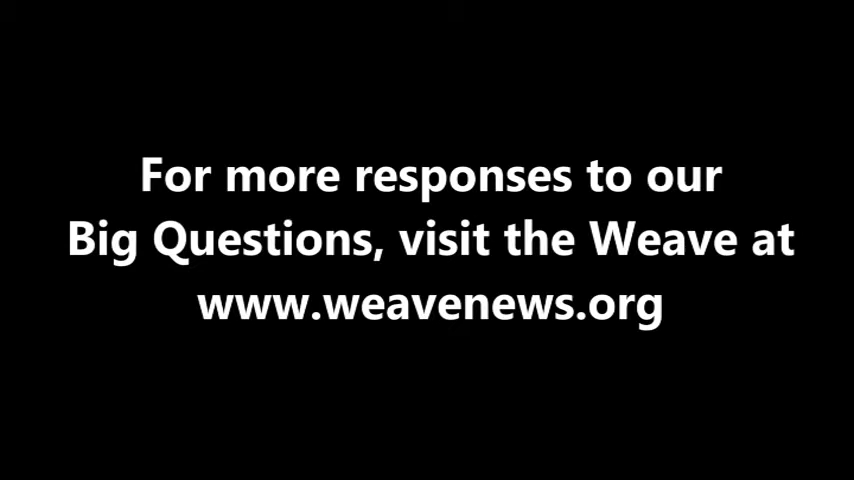 For more responses to our
Big Questions, visit the Weave at
www.weavenews.org